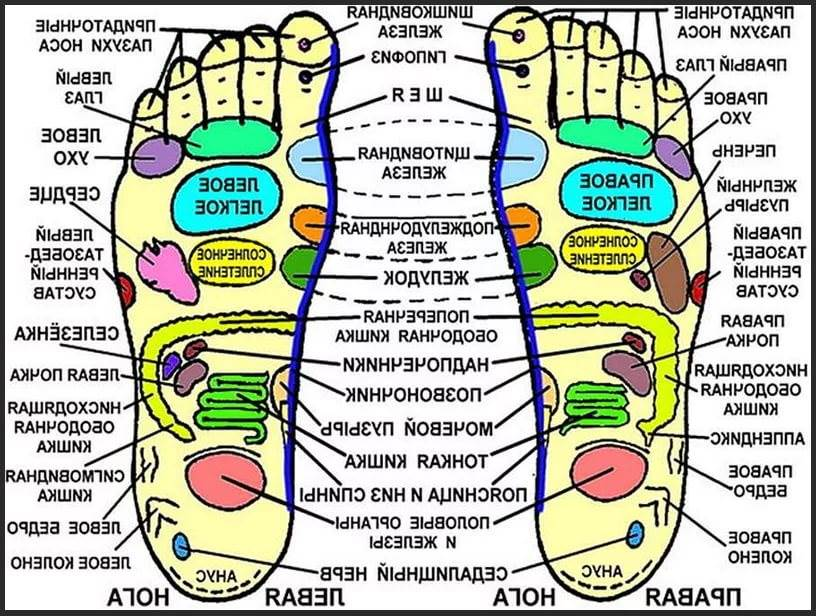 ПРИДАТОЧНЫЕ
ПАЗУХИ НОСА
ЛЕВЫЙ
ГЛАЗ
ЛЕВОЕ
УХО
СЕРДЦЕ
ЛЕВЫЙ
ТАЗОБЕД-
РЕННЫЙ
СУСТАВ
СЕЛЕЗЁНКА
ЛЕВАЯ ПОЧКА
НИСХОДЯЩАЯ
ОБОДОЧНАЯ
КИШКА
СИГМОВИДНАЯ
КИШКА
ЛЕВОЕ БЕДРО
ЛЕВОЕ КОЛЕНО
ЛЕВОЕ
ЛЕГКОЕ
СОЛНЕЧНОЕ
СПЛЕТЕНИЕ
АНУС
ЛЕВАЯ НОГА
ШИШКОВИДНАЯ
ЖЕЛЕЗА
ГИПОФИЗ
ШЕЯ
ЩИТОВИДНАЯ
ЖЕЛЕЗА
ПОДЖЕЛУДОЧНАЯ
ЖЕЛЕЗА
ЖЕЛУДОК
ПОПЕРЕЧНАЯ
ОБОДОЧНАЯ КИШКА
НАДПОЧЕЧНИКИ
ПОЗВОНОЧНИК
МОЧЕВОЙ ПУЗЫРЬ
ТОНКАЯ КИШКА
ПОЯСНИЦА И НИЗ СПИНЫ
ПОЛОВЫЕ ОРГАНЫ
И ЖЕЛЕЗЫ
СЕДАЛИЩНЫЙ НЕРВ
ПРИДАТОЧНЫЕ
ПАЗУХИ НОСА
ПРАВЫЙ ГЛАЗ
ПРАВОЕ
УХО
ПЕЧЕНЬ
ЖЕЛЧНЫЙ
ПУЗЫРЬ
ПРАВЫЙ
ТАЗОБЕД-
РЕННЫЙ
СУСТАВ
ПРАВАЯ
ПОЧКА
НИСХОДЯЩАЯ
ОБОДОЧНАЯ
КИШКА
АППЕНДИКС
ПРАВОЕ
БЕДРО
ПРАВОЕ
КОЛЕНО
ПРАВОЕ
ЛЕГКОЕ
СОЛНЕЧНОЕ
СПЛЕТЕНИЕ
АНУС
ПРАВАЯ НОГА